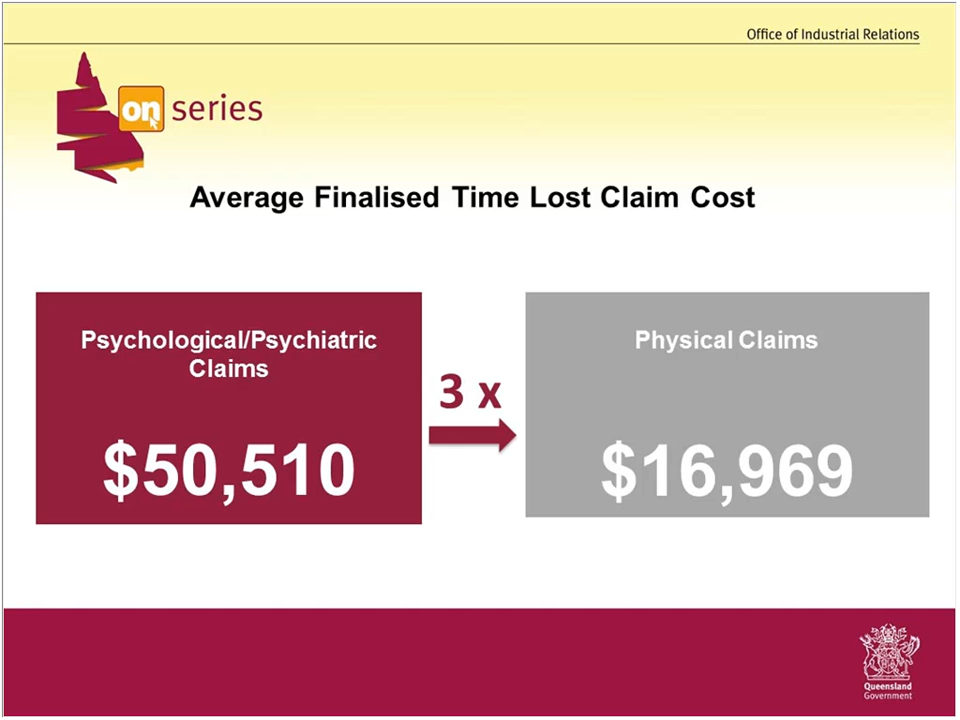 Office of Industrial Relations
on series
Average Finalised Time Lost Claim Cost
Psychological/Psychiatric
Claims
$50,510
3 x
Physical Claims
$16,969
Queensland
Government